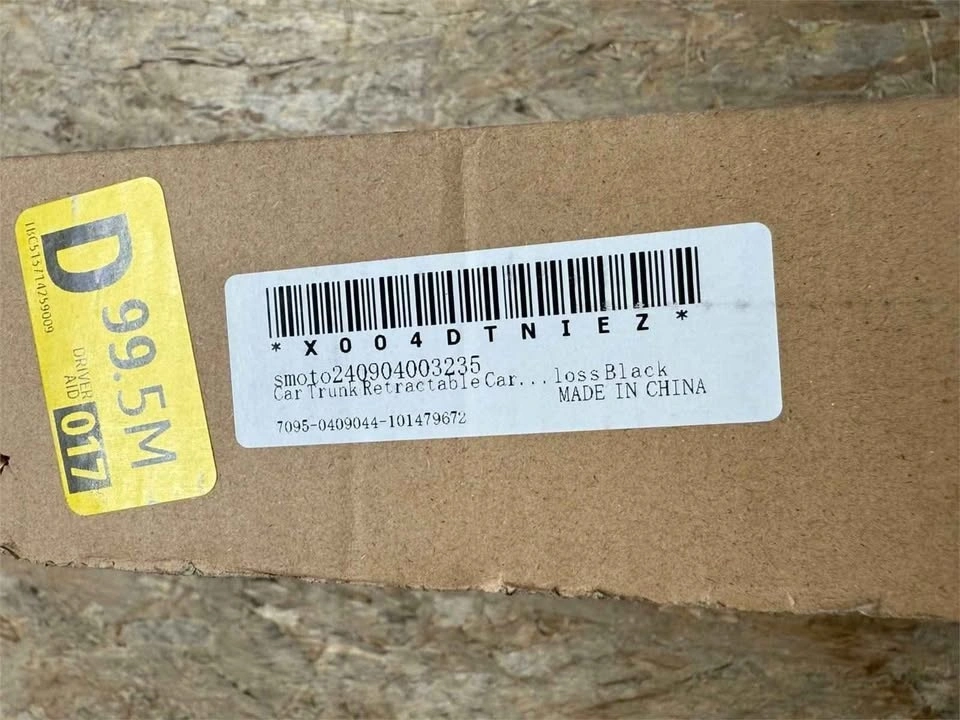 D 99.5M
DRIVER
AID 017
*X004DTNIEZ*
smoto240904003235
Car Trunk Retractable Car...loss Black
MADE IN CHINA
7095-0409044-101479672